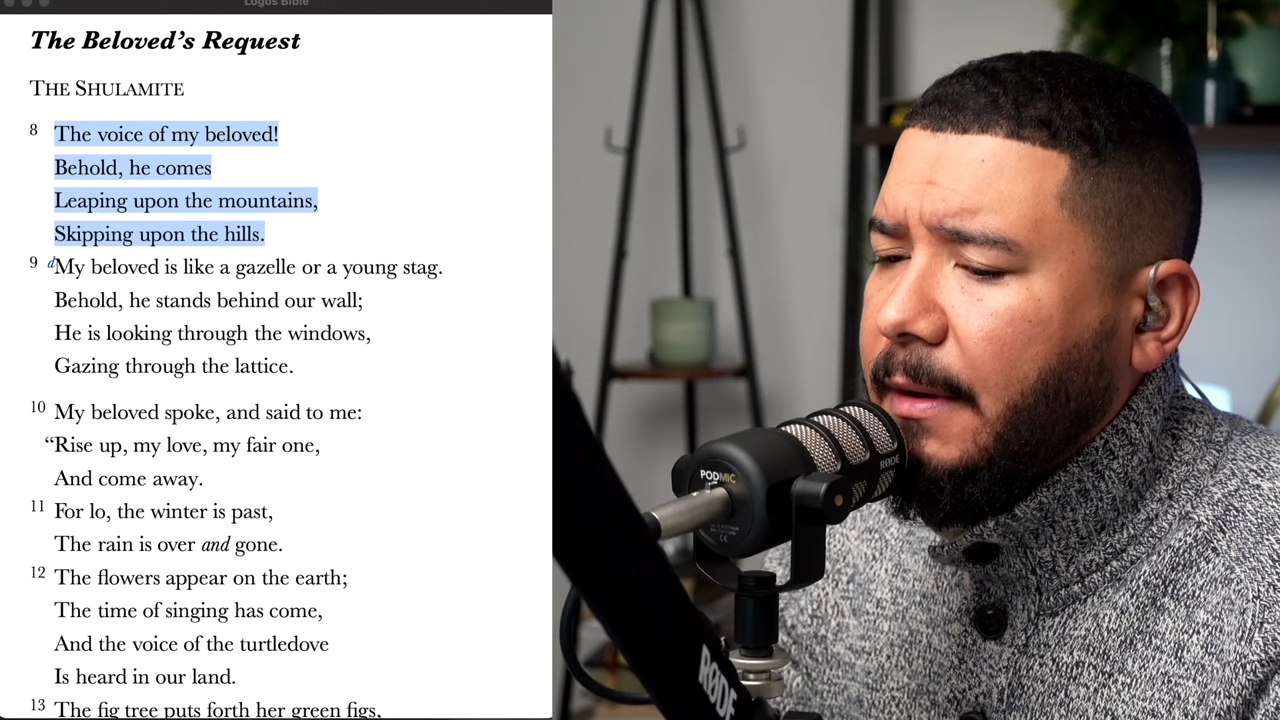 Logos Bible
The Beloved's Request
THE SHULAMITE
8 The voice of my beloved!
Behold, he comes
Leaping upon the mountains,
Skipping upon the hills.
9 dMy beloved is like a gazelle or a young stag.
Behold, he stands behind our wall;
He is looking through the windows,
Gazing through the lattice.
10 My beloved spoke, and said to me:
“Rise up, my love, my fair one,
And come away.
11 For lo, the winter is past,
The rain is over and gone.
12 The flowers appear on the earth;
The time of singing has come,
And the voice of the turtledove
Is heard in our land.
13 The fig tree puts forth her green figs,
RØDE
PODMIC
RØDE